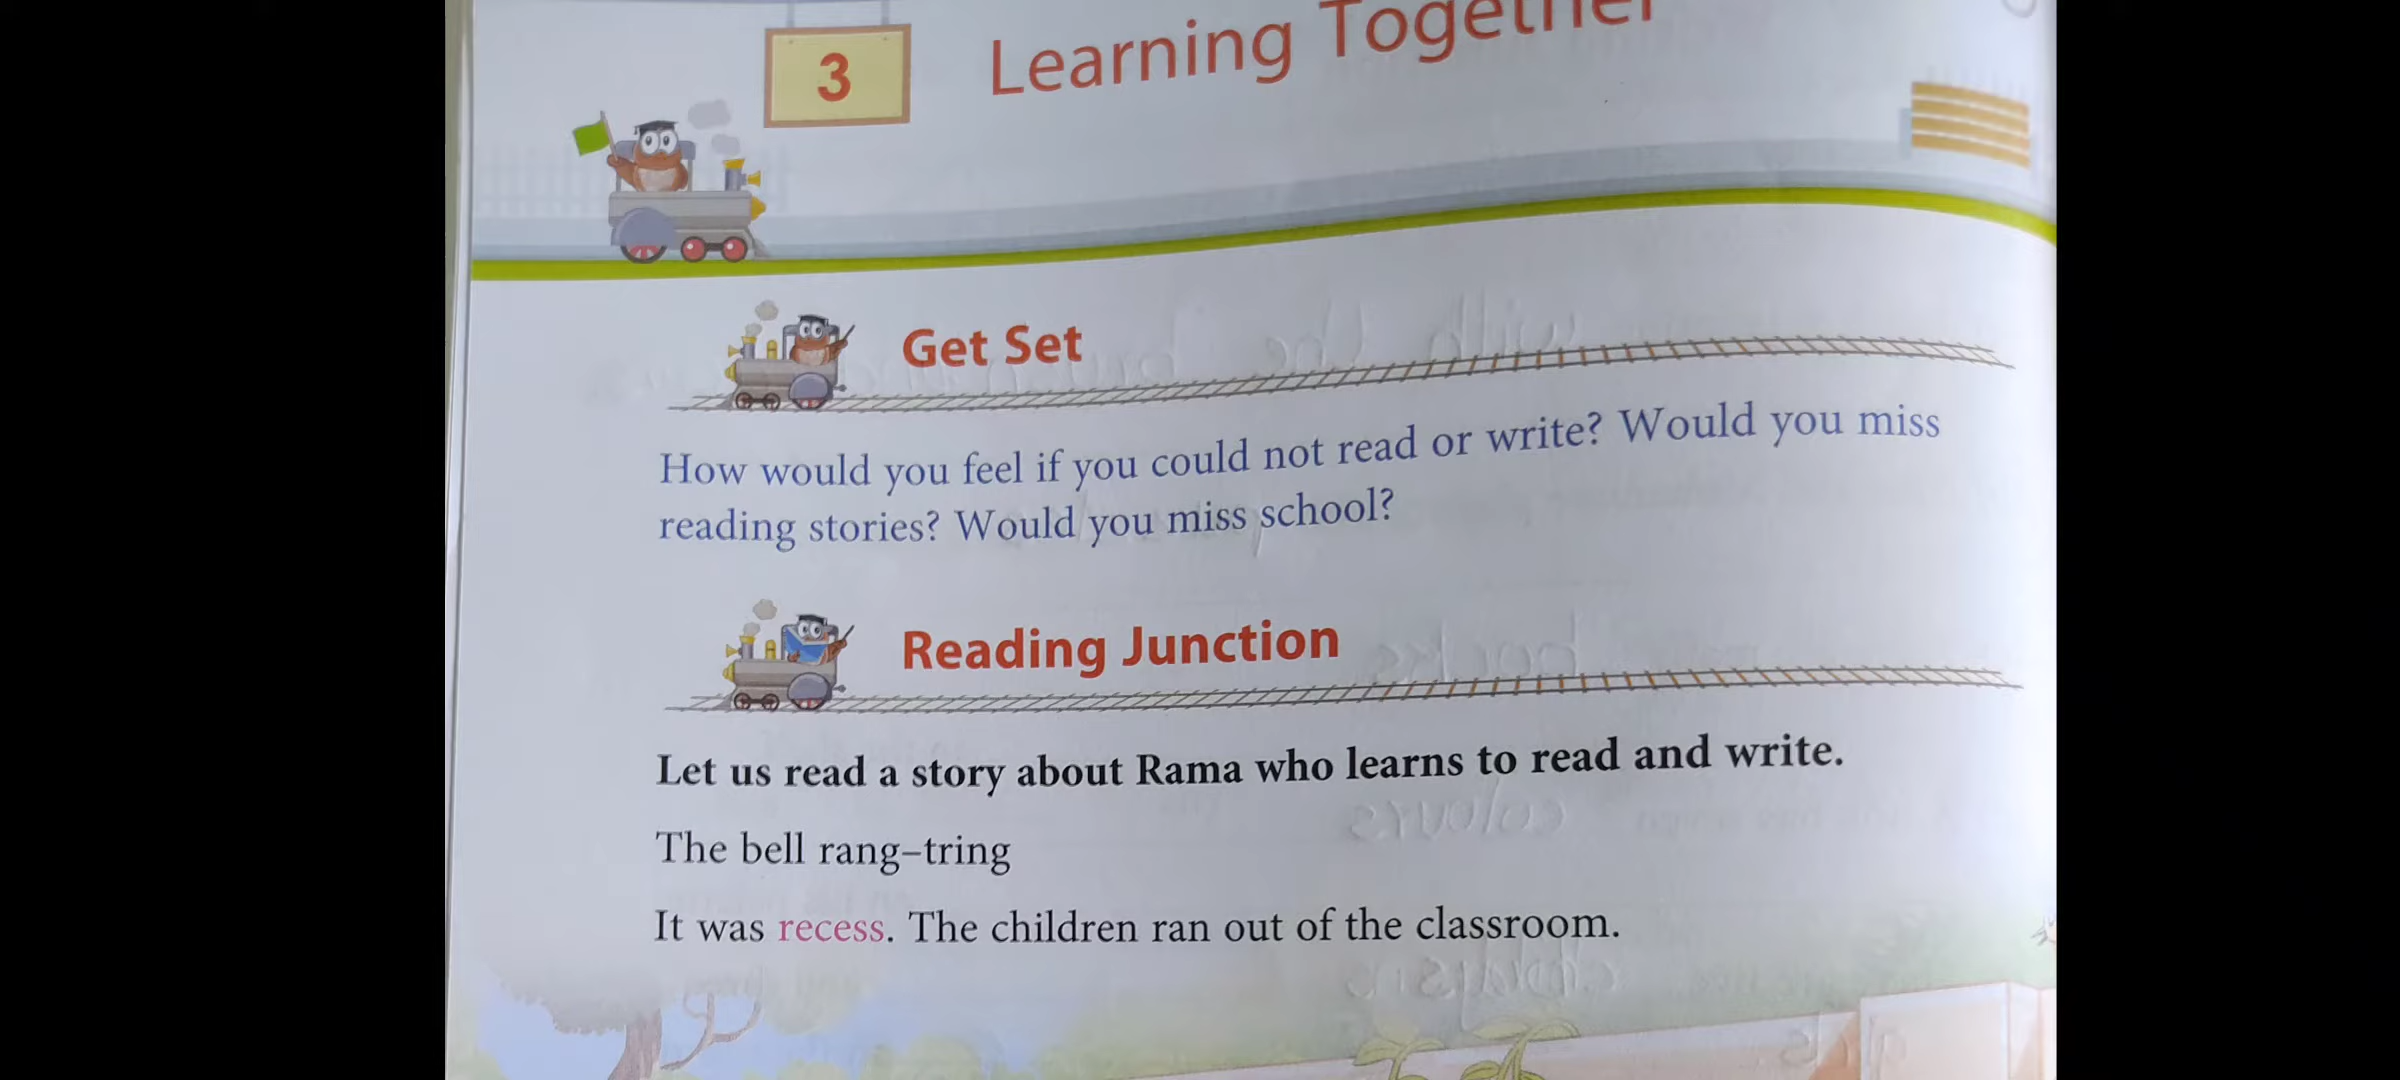 3
Learning Together
Get Set
How would you feel if you could not read or write? Would you miss
reading stories? Would you miss school?
Reading Junction
Let us read a story about Rama who learns to read and write.
The bell rang–tring
It was recess. The children ran out of the classroom.